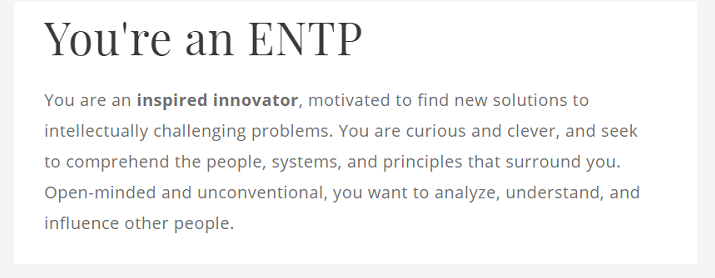 You're an ENTP
You are an inspired innovator, motivated to find new solutions to
intellectually challenging problems. You are curious and clever, and seek
to comprehend the people, systems, and principles that surround you.
Open-minded and unconventional, you want to analyze, understand, and
influence other people.